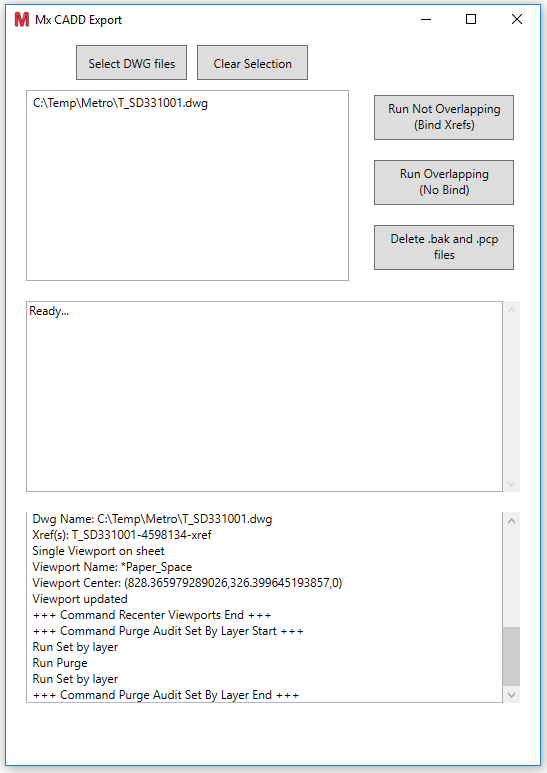 M Mx CADD Export
Select DWG files
Clear Selection
C:\Temp\Metro\T_SD331001.dwg
Run Not Overlapping
(Bind Xrefs)
Run Overlapping
(No Bind)
Delete .bak and .pcp
files
Ready...
Dwg Name: C:\Temp\Metro\T_SD331001.dwg
Xref(s): T_SD331001-4598134-xref
Single Viewport on sheet
Viewport Name: *Paper_Space
Viewport Center: (828.365979289026,326.399645193857,0)
Viewport updated
+++ Command Recenter Viewports End +++
+++ Command Purge Audit Set By Layer Start +++
Run Set by layer
Run Purge
Run Set by layer
+++ Command Purge Audit Set By Layer End +++